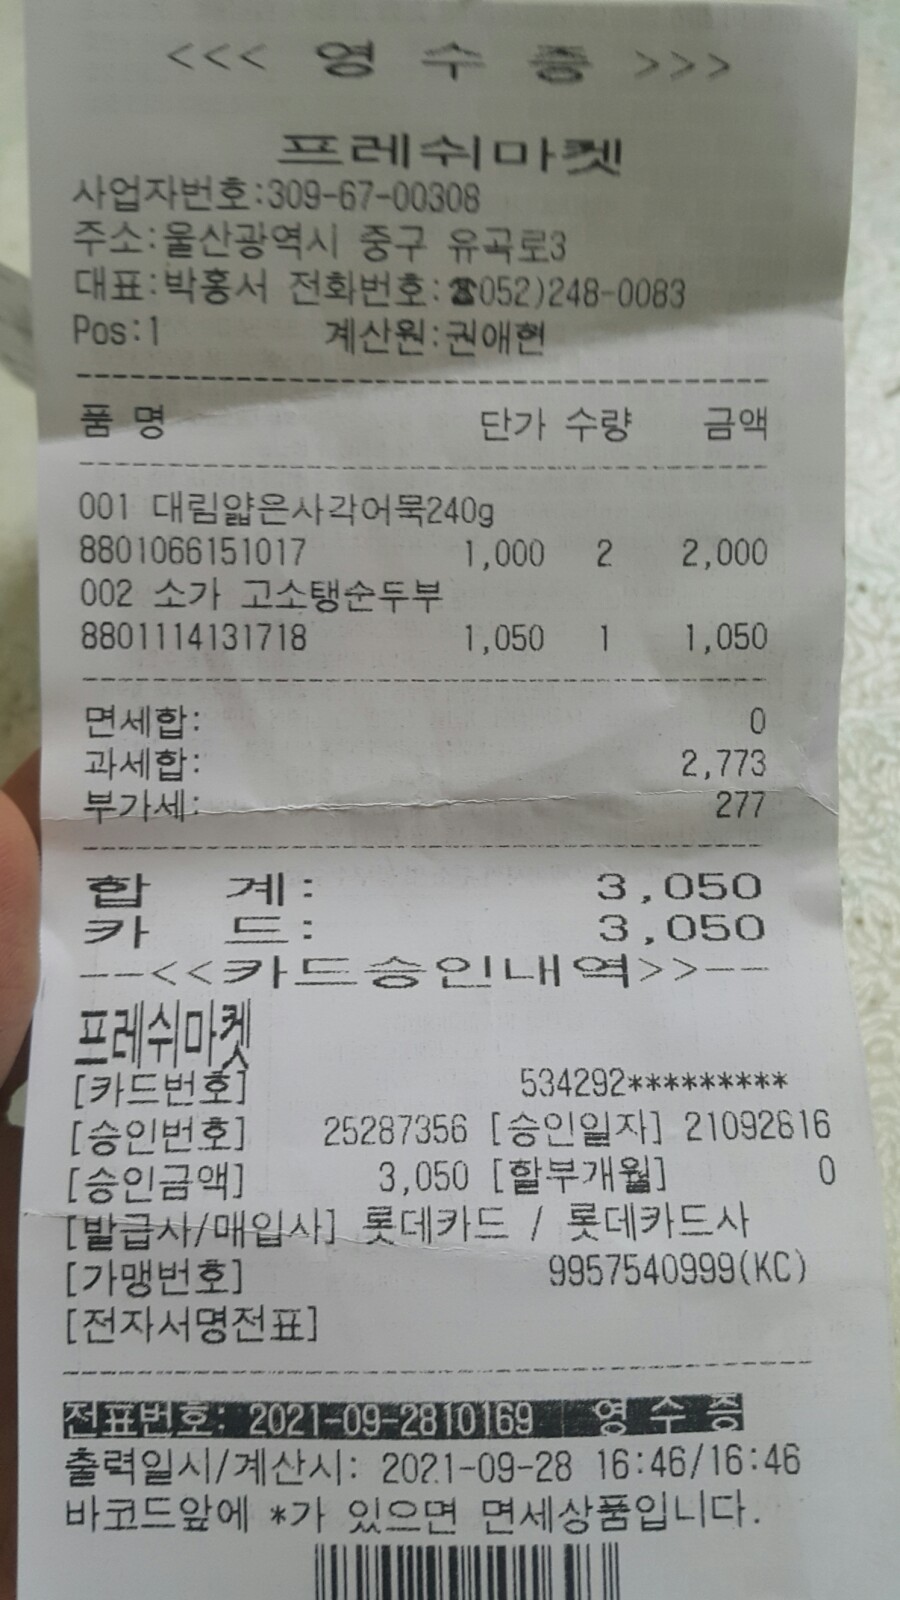 <<< 영 수 증 >>>
프레쉬마켓
사업자번호:309-67-00308
주소:울산광역시 중구 유곡로3
대표:박홍서 전화번호:☎052)248-0083
Pos:1 계산원:권애현
품 명 단가 수량 금액
001 대림얇은사각어묵240g
8801066151017 1,000 2 2,000
002 소가 고소탱순두부
8801114131718 1,050 1 1,050
면세합: 0
과세합: 2,773
부가세: 277
합 계: 3,050
카 드: 3,050
--<<카드승인내역>>--
프레쉬마켓
[카드번호] 534292*********
[승인번호] 25287356 [승인일자] 21092816
[승인금액] 3,050 [할부개월] 0
[발급사/매입사] 롯데카드 / 롯데카드사
[가맹번호] 9957540999(KC)
[전자서명전표]
전표번호: 2021-09-2810169 영 수 증
출력일시/계산시: 2021-09-28 16:46/16:46
바코드앞에 *가 있으면 면세상품입니다.